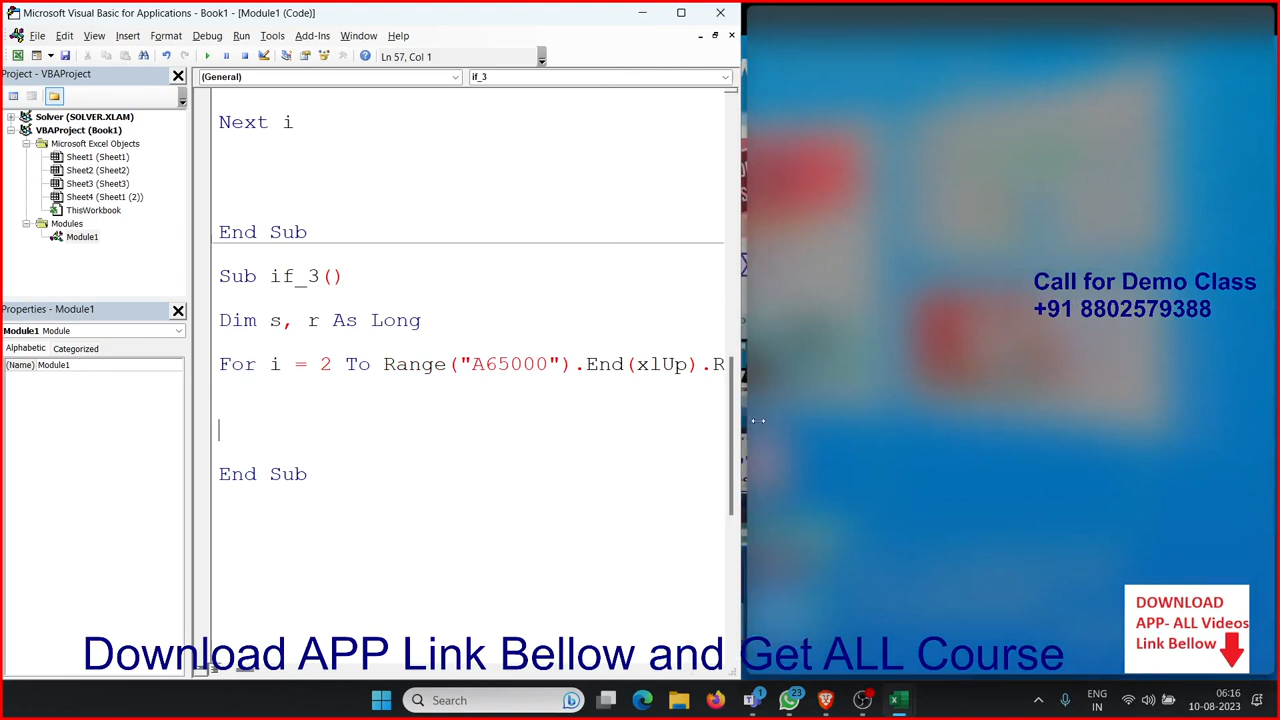 Microsoft Visual Basic for Applications - Book1 - [Module1 (Code)]
File Edit View Insert Format Debug Run Tools Add-Ins Window Help
Ln 57, Col 1
Project - VBAProject
(General)
if_3
Solver (SOLVER.XLAM)
VBAProject (Book1)
Microsoft Excel Objects
Sheet1 (Sheet1)
Sheet2 (Sheet2)
Sheet3 (Sheet3)
Sheet4 (Sheet1 (2))
ThisWorkbook
Modules
Module1
Properties - Module1
Module1 Module
Alphabetic Categorized
(Name) Module1
Next i
End Sub
Sub if_3()
Dim s, r As Long
For i = 2 To Range("A65000").End(xlUp).R
End Sub
Call for Demo Class
+91 8802579388
DOWNLOAD
APP- ALL Videos
Link Bellow
Download APP Link Bellow and Get ALL Course
Search
1
23
ENG
IN
06:16
10-08-2023